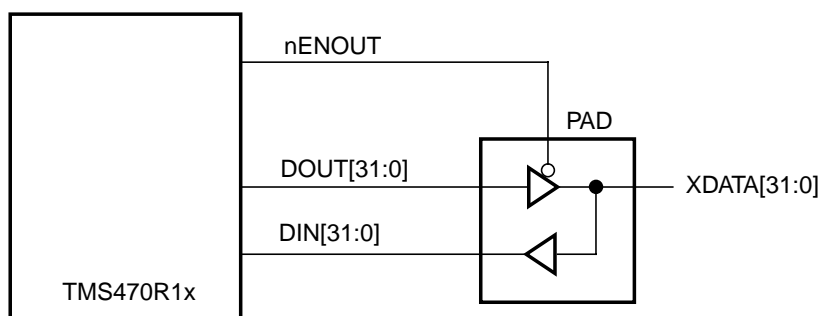 nENOUT
PAD
DOUT[31:0]
XDATA[31:0]
DIN[31:0]
TMS470R1x